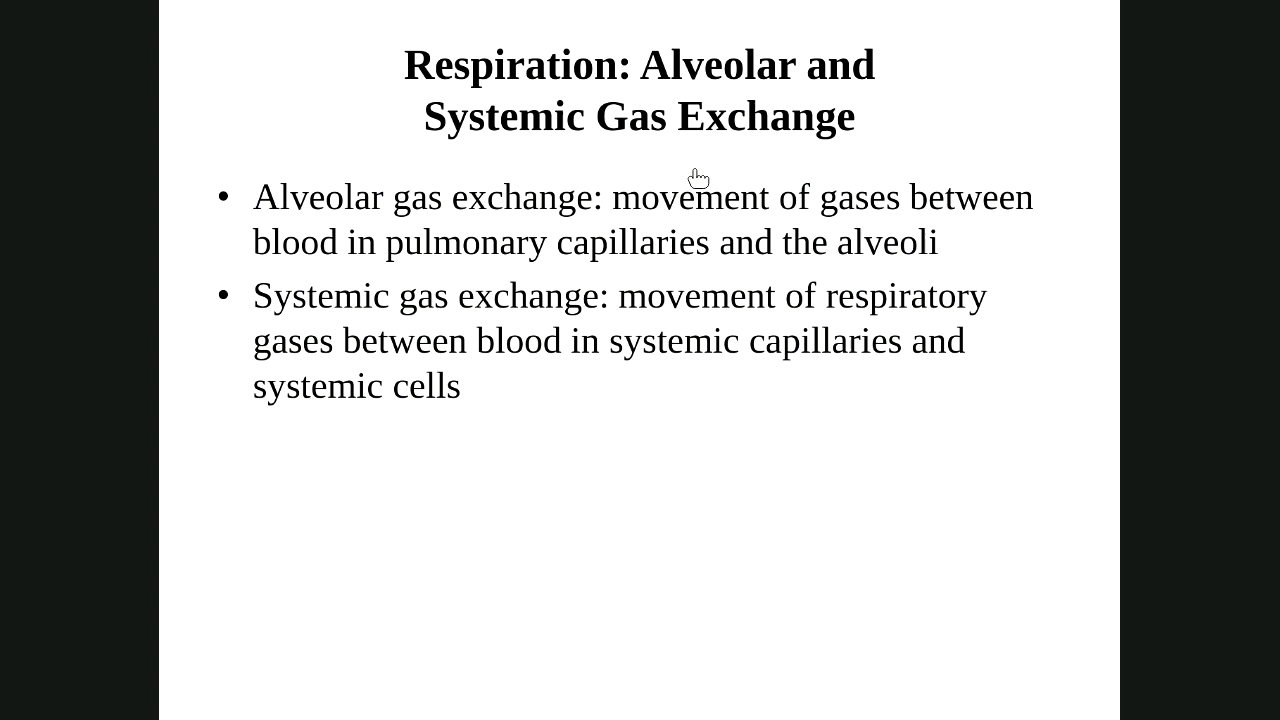 Respiration: Alveolar and
Systemic Gas Exchange
• Alveolar gas exchange: movement of gases between
blood in pulmonary capillaries and the alveoli
• Systemic gas exchange: movement of respiratory
gases between blood in systemic capillaries and
systemic cells